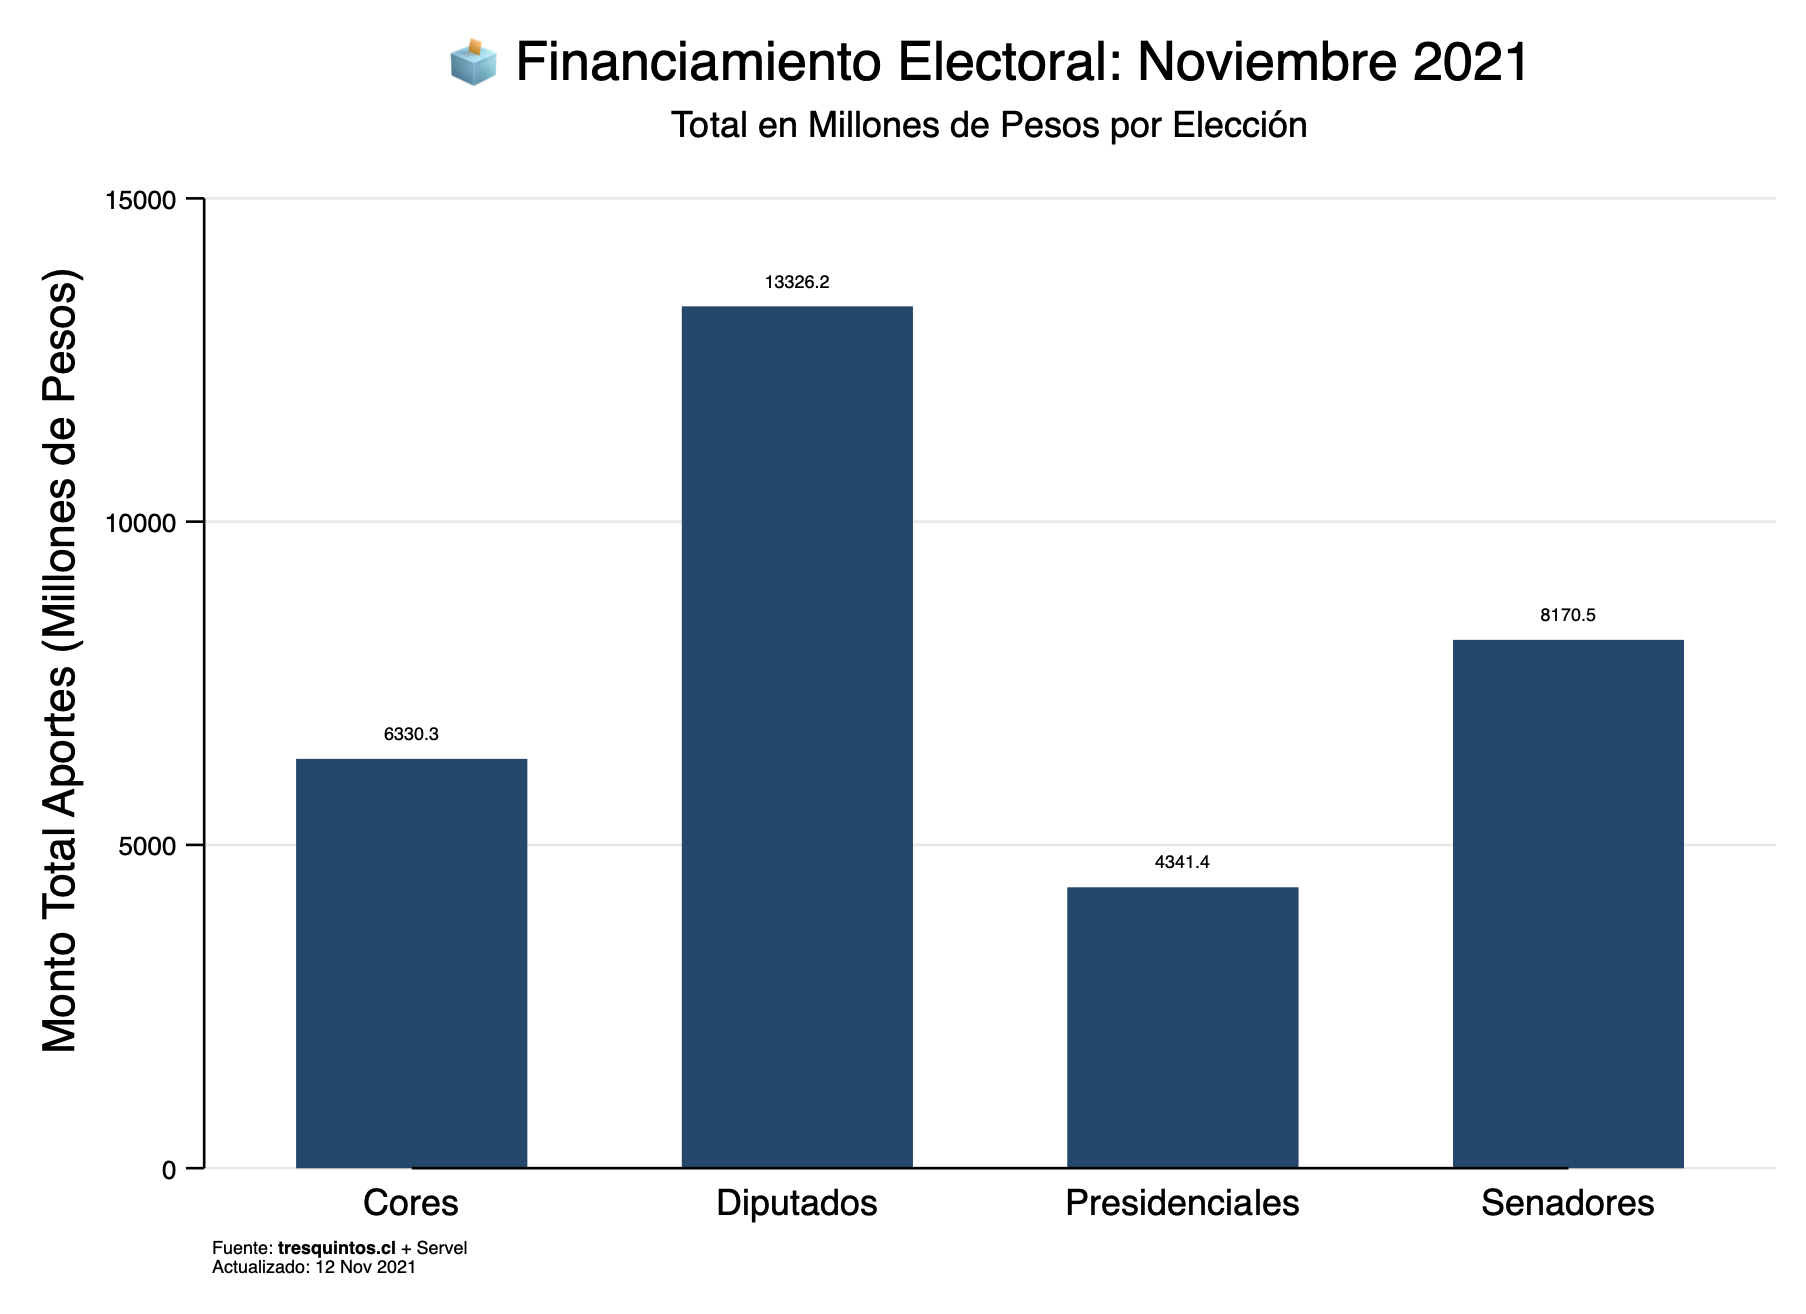 Financiamiento Electoral: Noviembre 2021
Total en Millones de Pesos por Elección
Monto Total Aportes (Millones de Pesos)
15000
10000
5000
0
6330.3
13326.2
4341.4
8170.5
Cores
Diputados
Presidenciales
Senadores
Fuente: tresquintos.cl + Servel
Actualizado: 12 Nov 2021